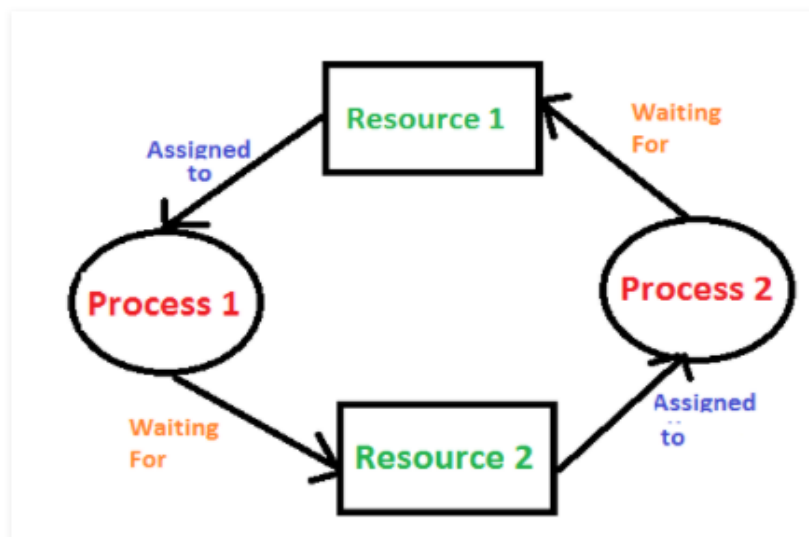 Resource 1
Waiting
For
Assigned
to
Process 1
Process 2
Waiting
For
Resource 2
Assigned
to